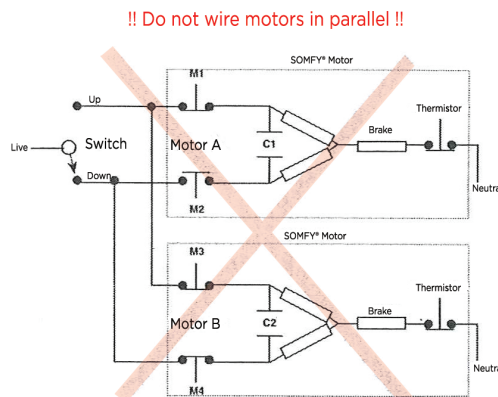 !! Do not wire motors in parallel !!
SOMFY® Motor
M1
Up
Thermistor
Brake
Live
Switch
Motor A
C1
Down
Neutra
M2
SOMFY® Motor
M3
Thermistor
Brake
Motor B
C2
Neutra
M4